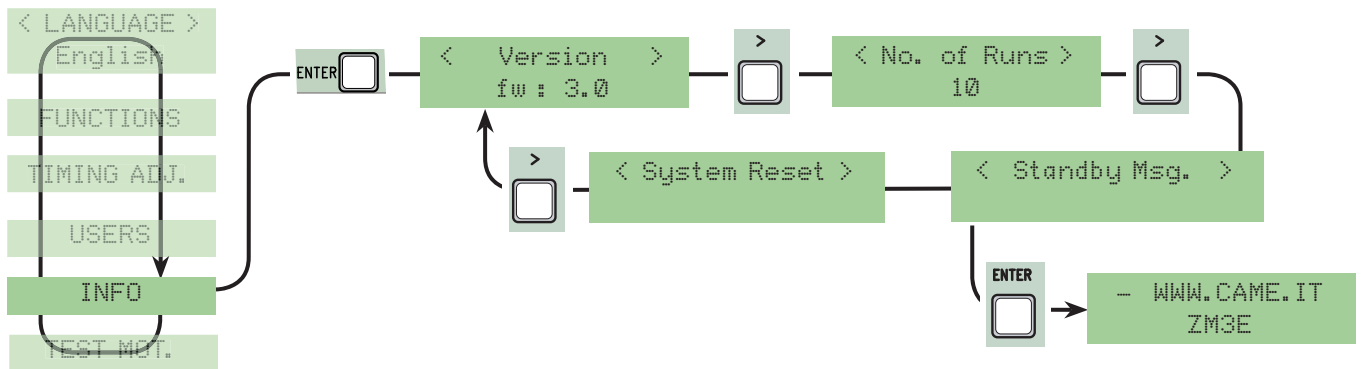 < LANGUAGE >
English
FUNCTIONS
TIMING ADJ.
USERS
INFO
TEST MOT.
ENTER
< Version >
fw: 3.0
>
< No. of Runs >
10
>
< Standby Msg. >
< System Reset >
>
ENTER
– WWW.CAME.IT
ZM3E